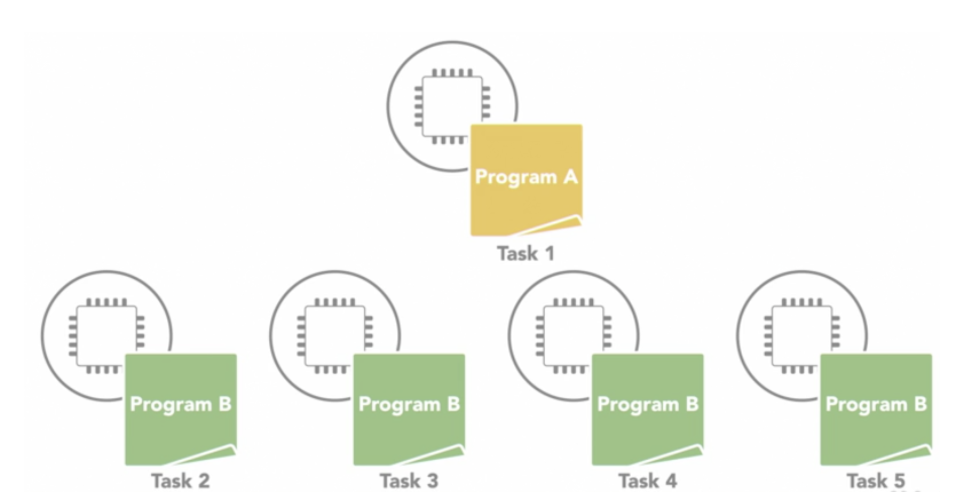 Program A
Task 1
Program B
Program B
Program B
Program B
Task 2
Task 3
Task 4
Task 5